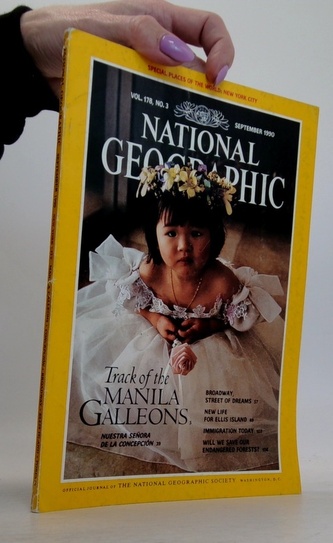 SPECIAL PLACES OF THE WORLD: NEW YORK CITY
VOL. 178, NO. 3
SEPTEMBER 1990
NATIONAL
GEOGRAPHIC
Track of the
MANILA
GALLEONS
NUESTRA SEÑORA
DE LA CONCEPCIÓN 39
BROADWAY,
STREET OF DREAMS
NEW LIFE
FOR ELLIS ISLAND
IMMIGRATION TODAY
WILL WE SAVE OUR
ENDANGERED FORESTS?
OFFICIAL JOURNAL OF THE NATIONAL GEOGRAPHIC SOCIETY WASHINGTON, D.C.